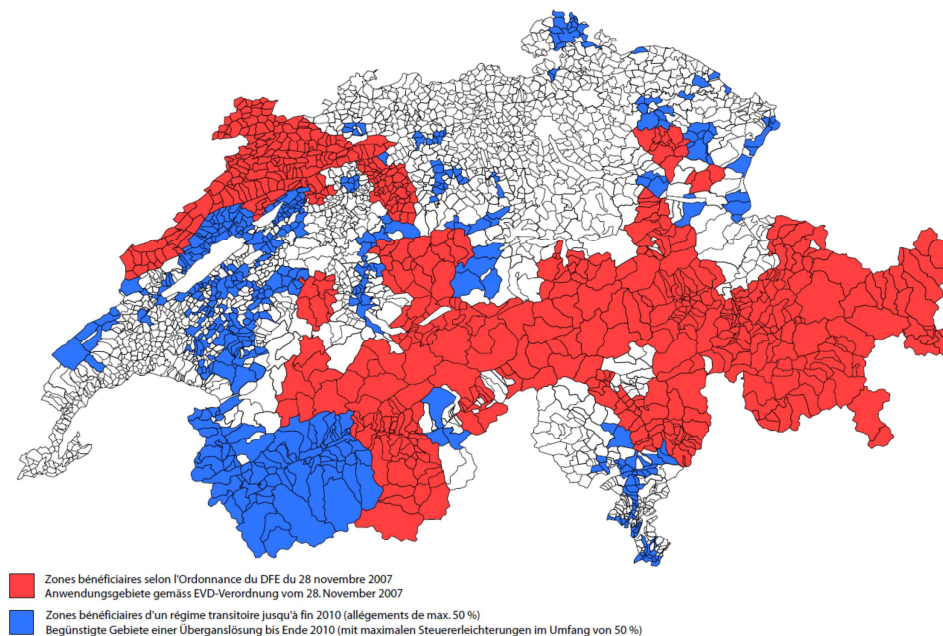 Zones bénéficiaires selon l'Ordonnance du DFE du 28 novembre 2007
Anwendungsgebiete gemäss EVD-Verordnung vom 28. November 2007
Zones bénéficiaires d'un régime transitoire jusqu'à fin 2010 (allégements de max. 50 %)
Begünstigte Gebiete einer Überganslösung bis Ende 2010 (mit maximalen Steuererleichterungen im Umfang von 50 %)